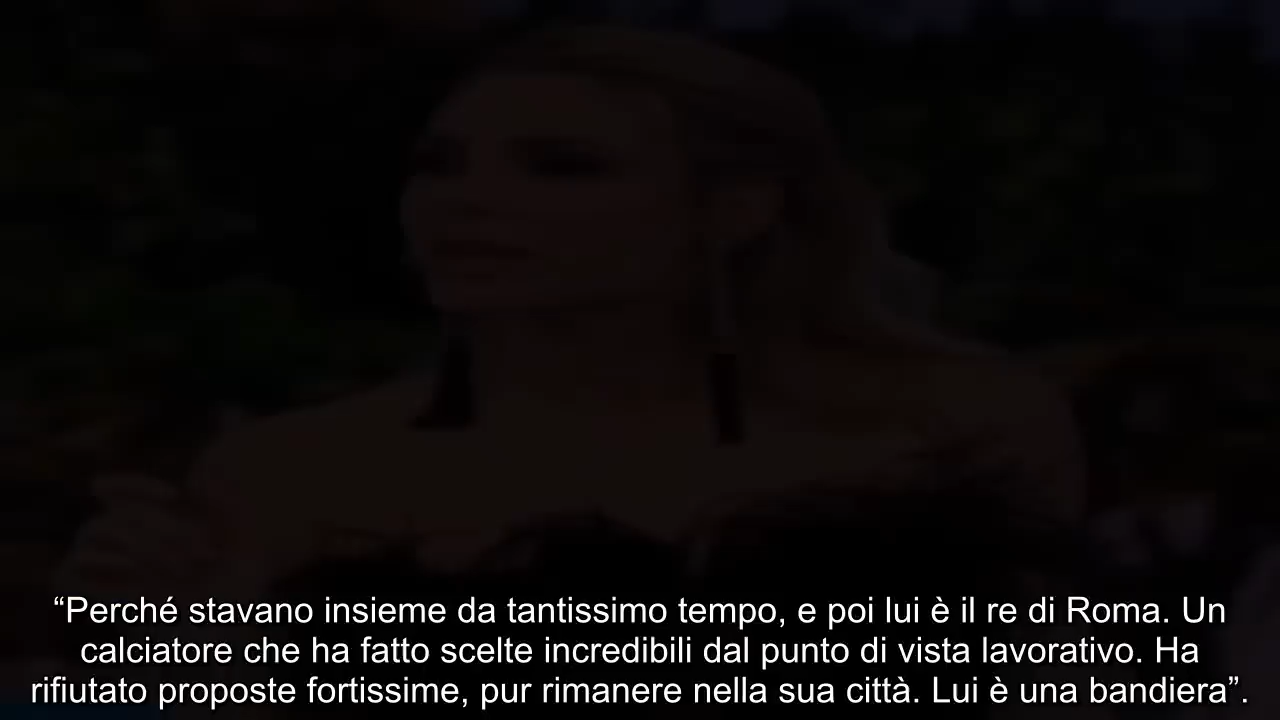 “Perché stavano insieme da tantissimo tempo, e poi lui è il re di Roma. Un
calciatore che ha fatto scelte incredibili dal punto di vista lavorativo. Ha
rifiutato proposte fortissime, pur rimanere nella sua città. Lui è una bandiera”.